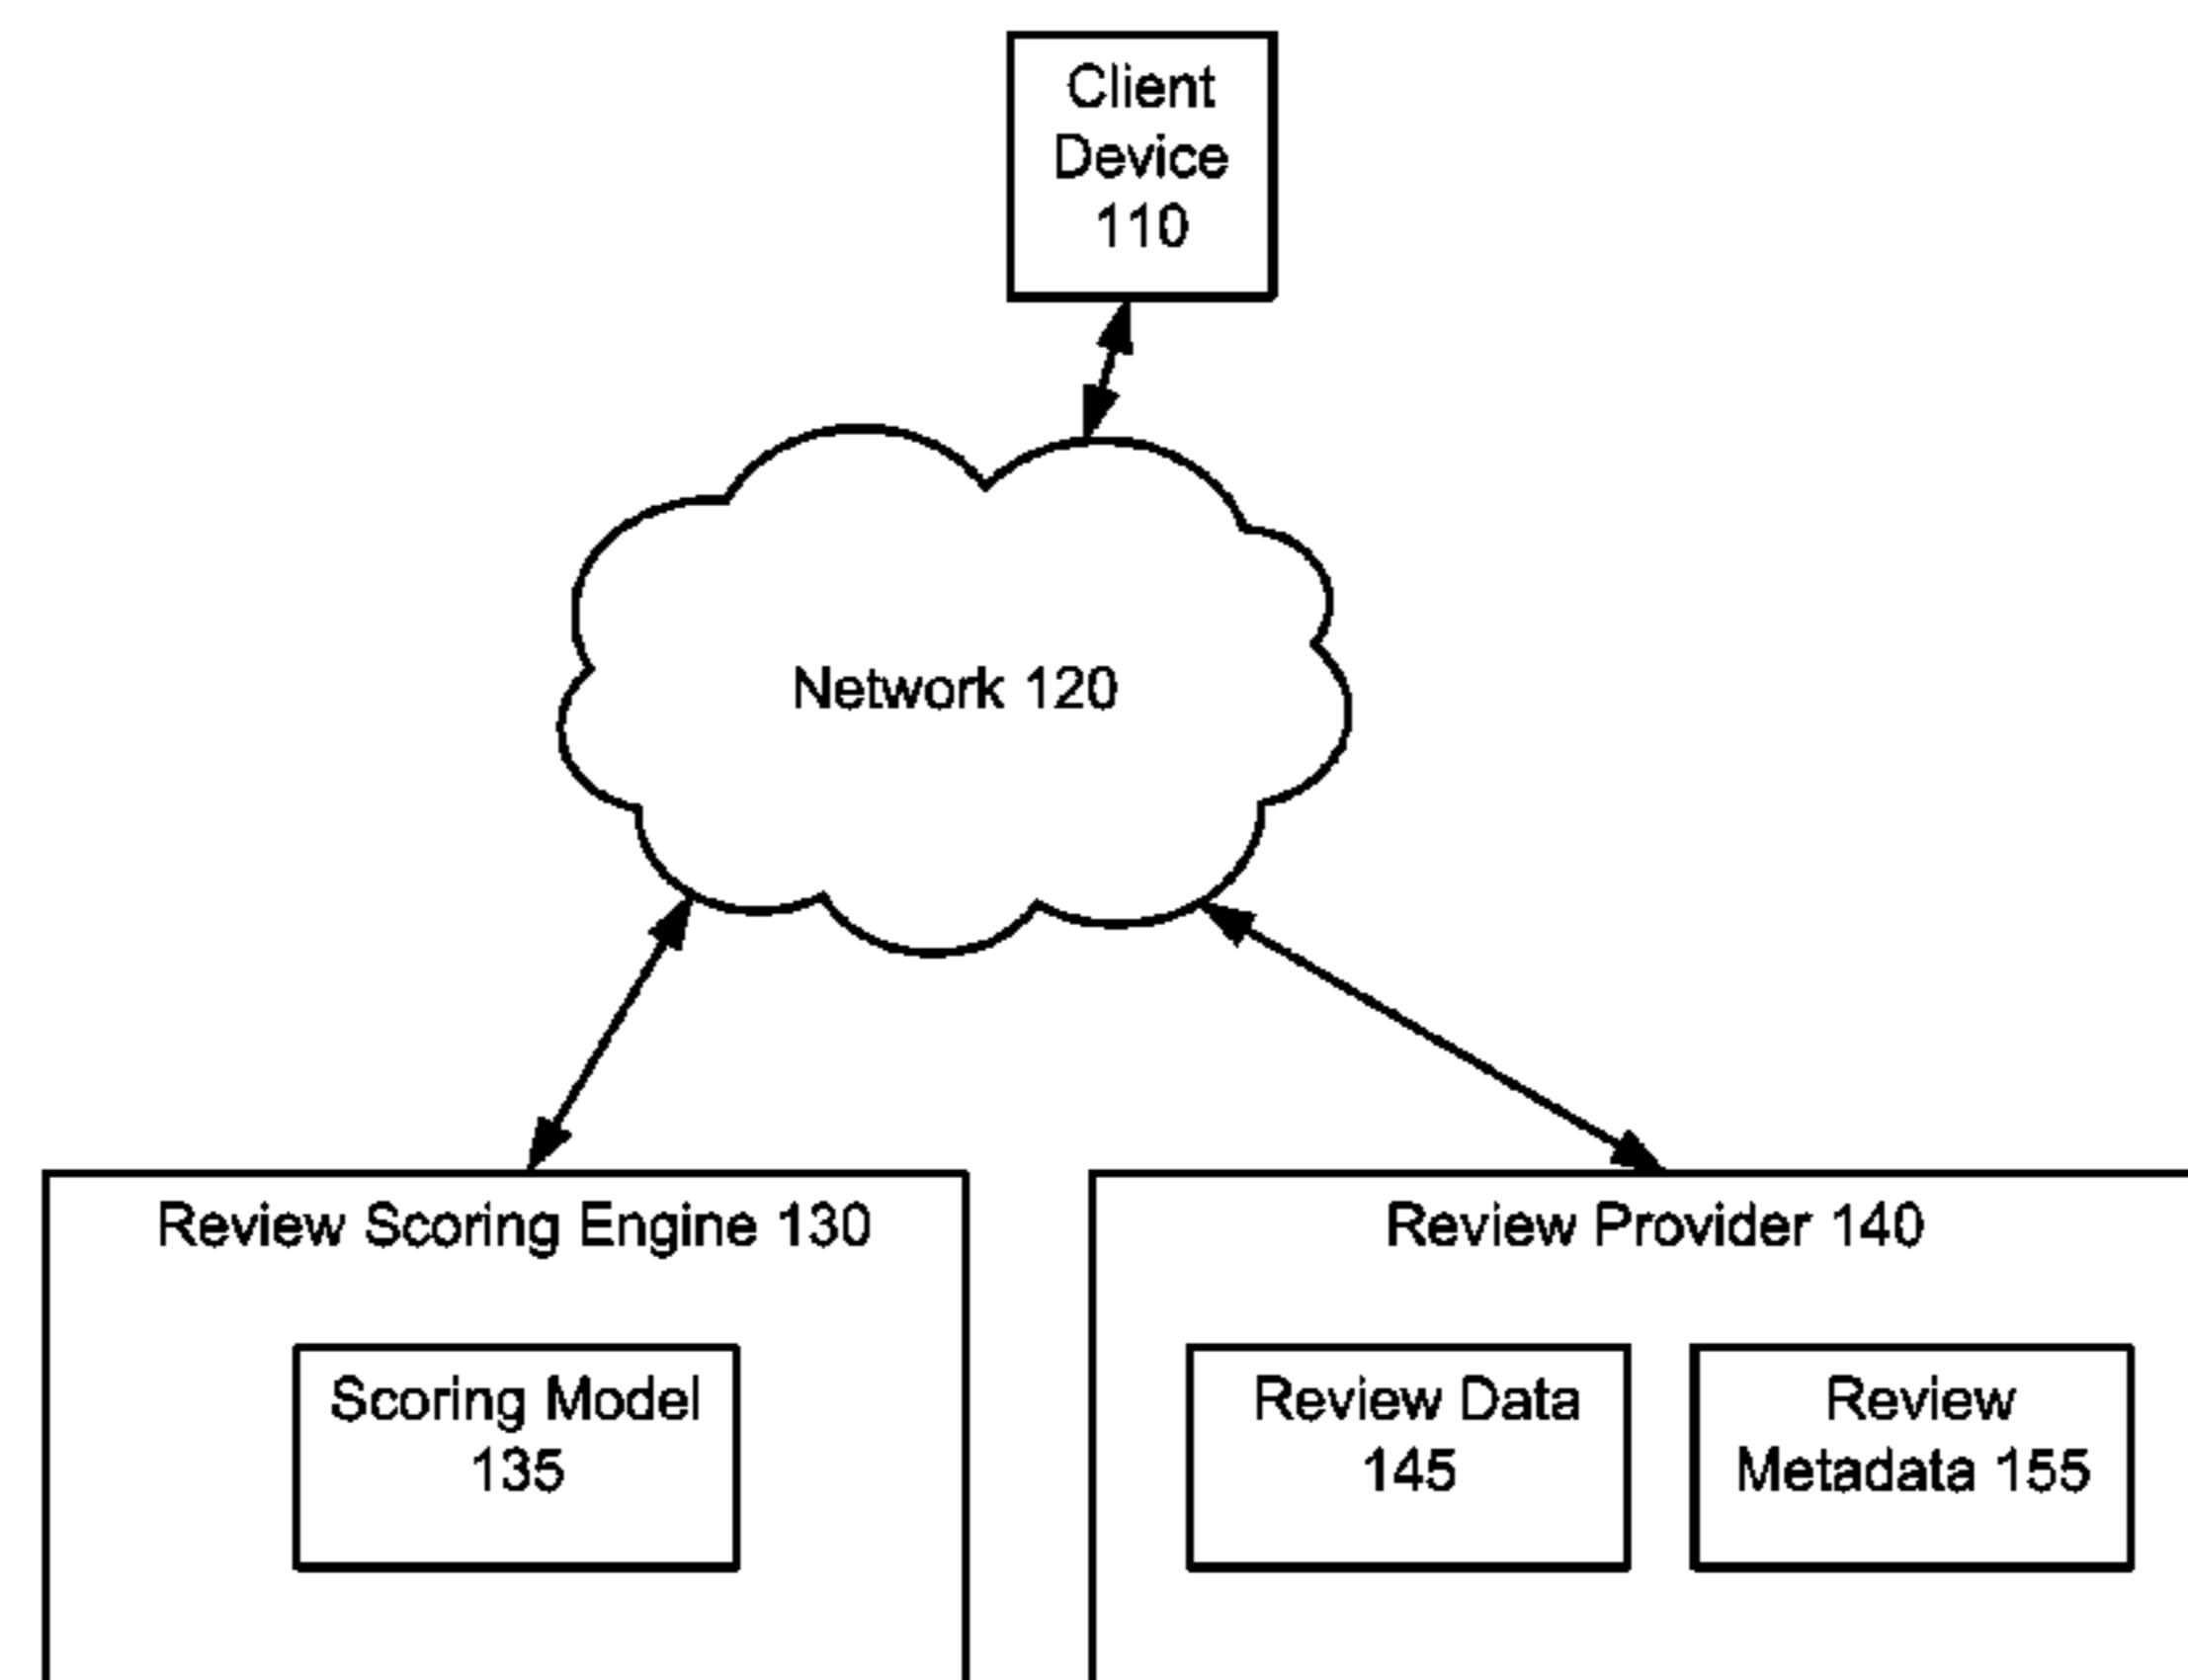 Client
Device
110
Network 120
Review Scoring Engine 130
Scoring Model
135
Review Provider 140
Review Data
145
Review
Metadata 155